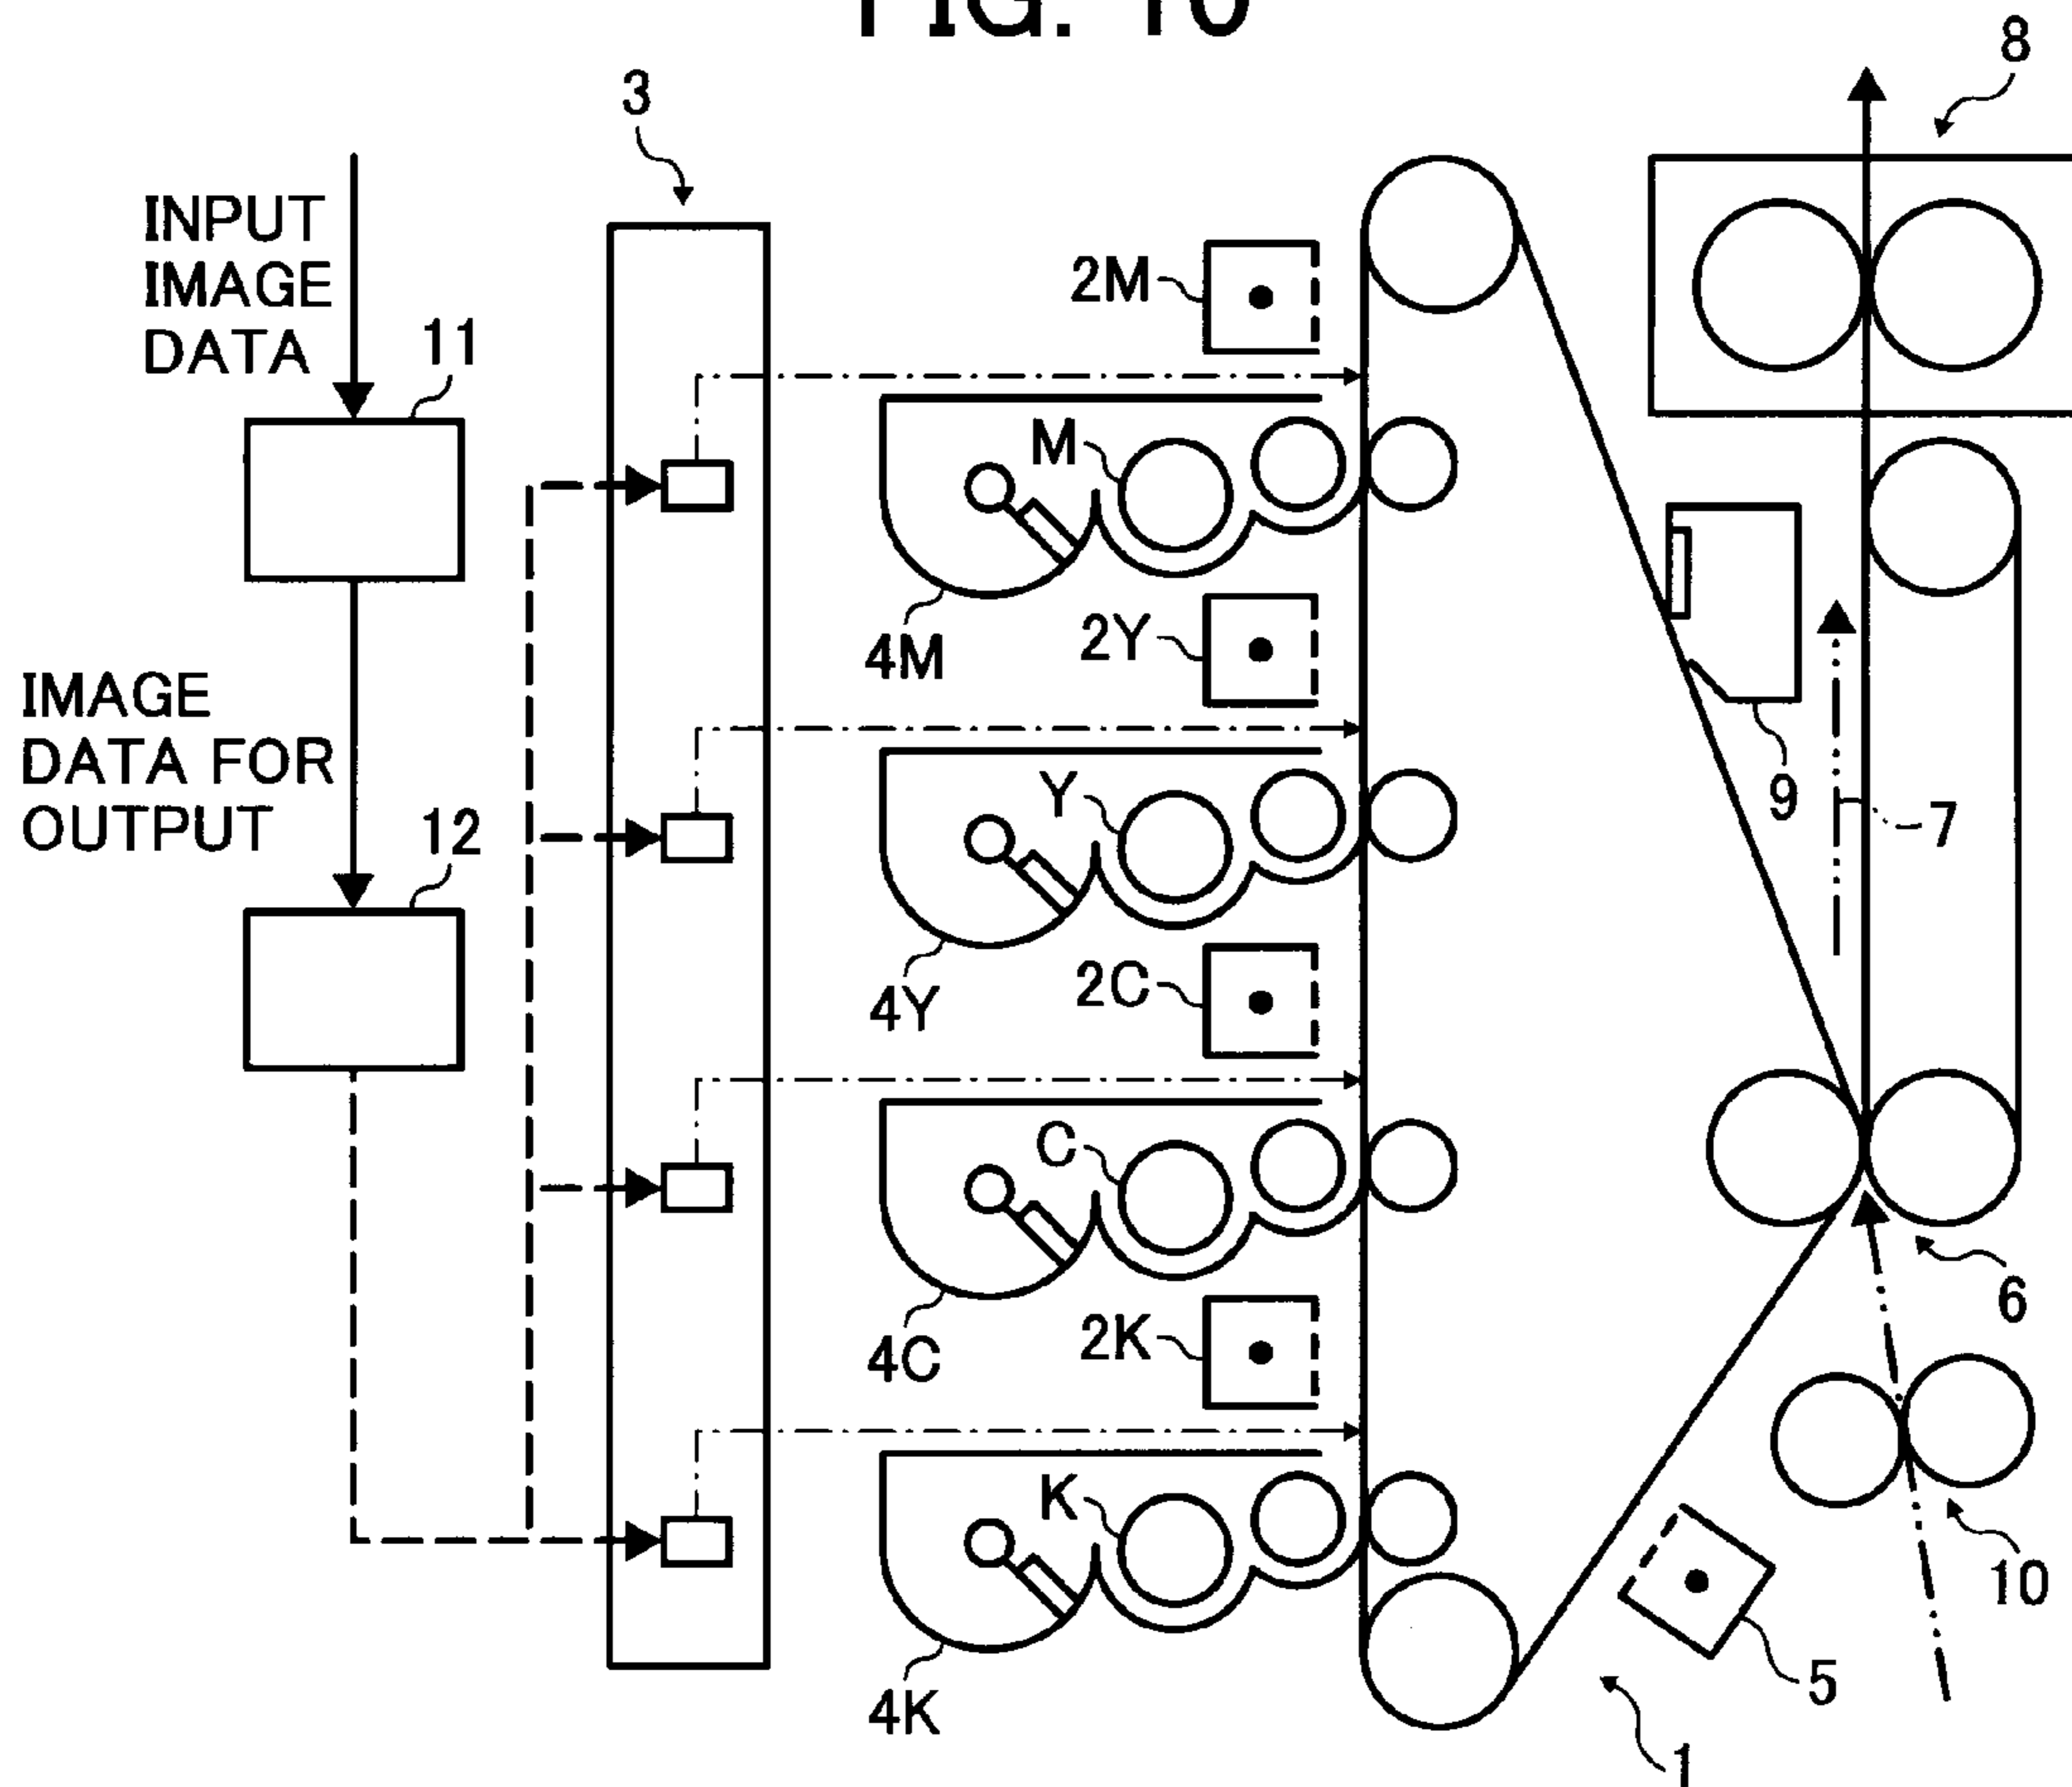 FIG. 10
3
8
INPUT
IMAGE
DATA
11
2M
M
4M
2Y
IMAGE
DATA FOR
OUTPUT
12
Y
4Y
9
7
2C
C
4C
6
2K
K
4K
10
5
1